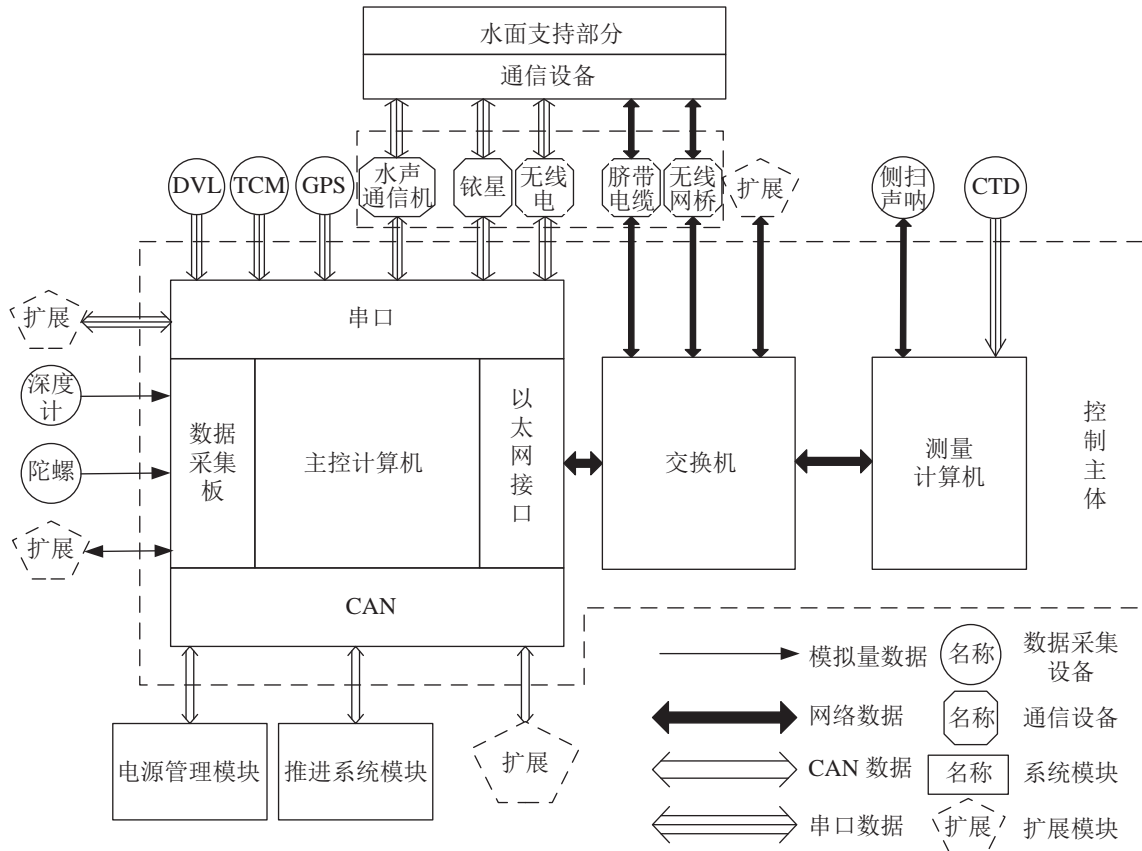 水面支持部分
通信设备
DVL
TCM
GPS
水声
通信机
铱星
无线
电
脐带
电缆
无线
网桥
扩展
侧扫
声呐
CTD
扩展
串口
深度
计
数据
采集
板
主控计算机
以
太
网
接
口
交换机
测量
计算机
控
制
主
体
陀螺
扩展
CAN
电源管理模块
推进系统模块
扩展
模拟量数据
名称
数据采集
设备
网络数据
名称
通信设备
CAN 数据
名称
系统模块
串口数据
扩展
扩展模块